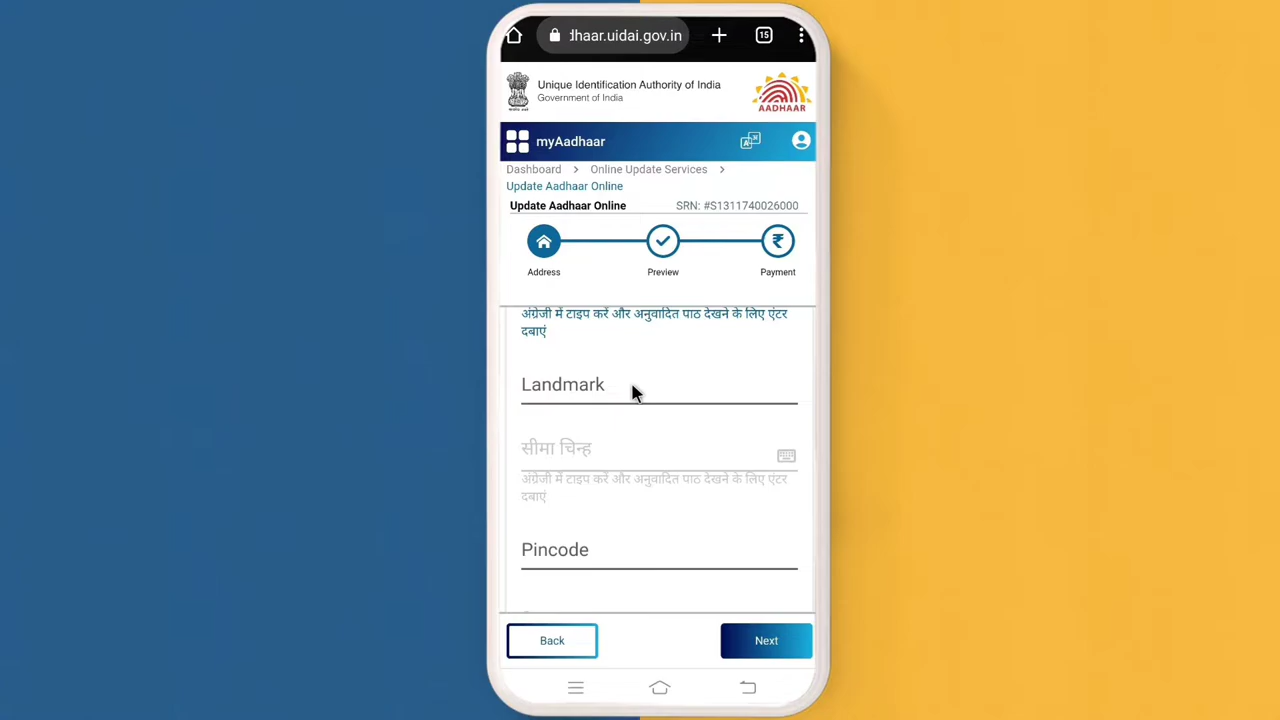 dhaar.uidai.gov.in
15
Unique Identification Authority of India
Government of India
AADHAAR
myAadhaar
Dashboard > Online Update Services >
Update Aadhaar Online
Update Aadhaar Online SRN: #S1311740026000
₹
Address Preview Payment
अंग्रेजी में टाइप करें और अनुवादित पाठ देखने के लिए एंटर
दबाएं
Landmark
सीमा चिन्ह
अंग्रेजी में टाइप करें और अनुवादित पाठ देखने के लिए एंटर
दबाएं
Pincode
Back Next